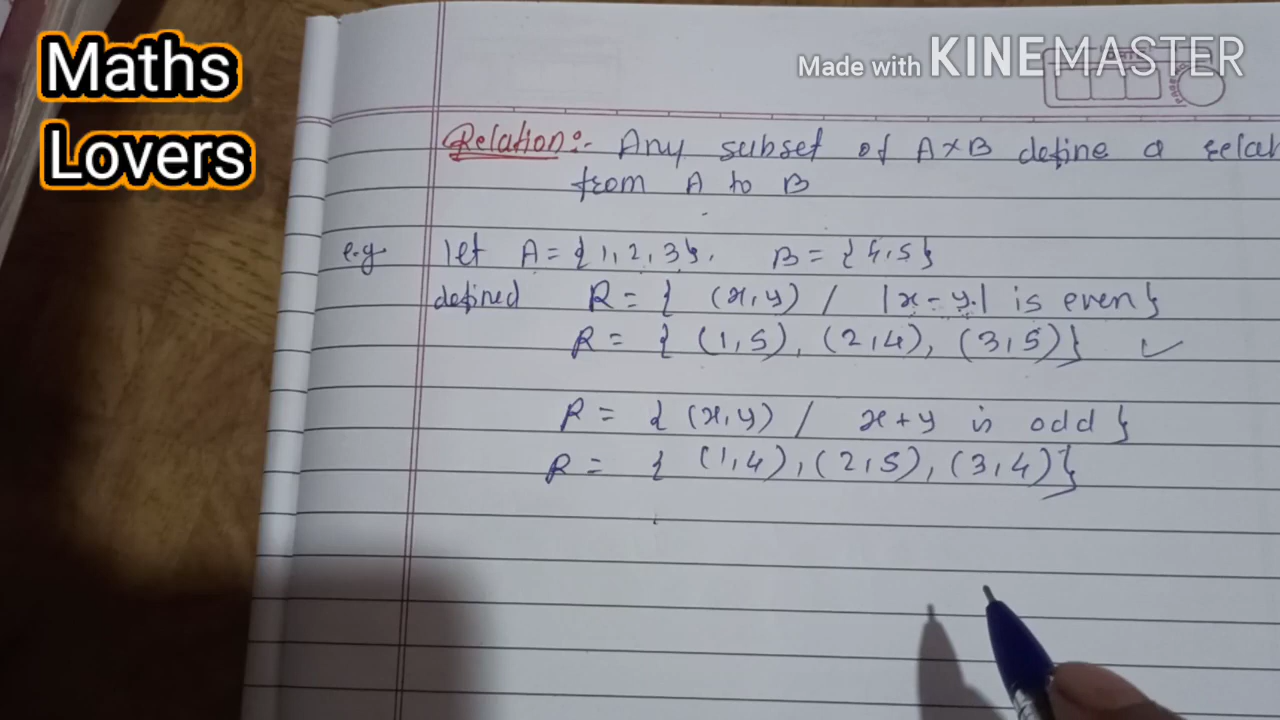 Maths
Lovers
Made with KINEMASTER
Relation:- Any subset of A×B define a relat
from A to B
e.g let A = {1, 2, 3}, B = {4, 5}
defined R = { (x, y) / |x - y| is even}
R = { (1, 5), (2, 4), (3, 5)} ✓
R = { (x, y) / x + y is odd}
R = { (1, 4), (2, 5), (3, 4)}